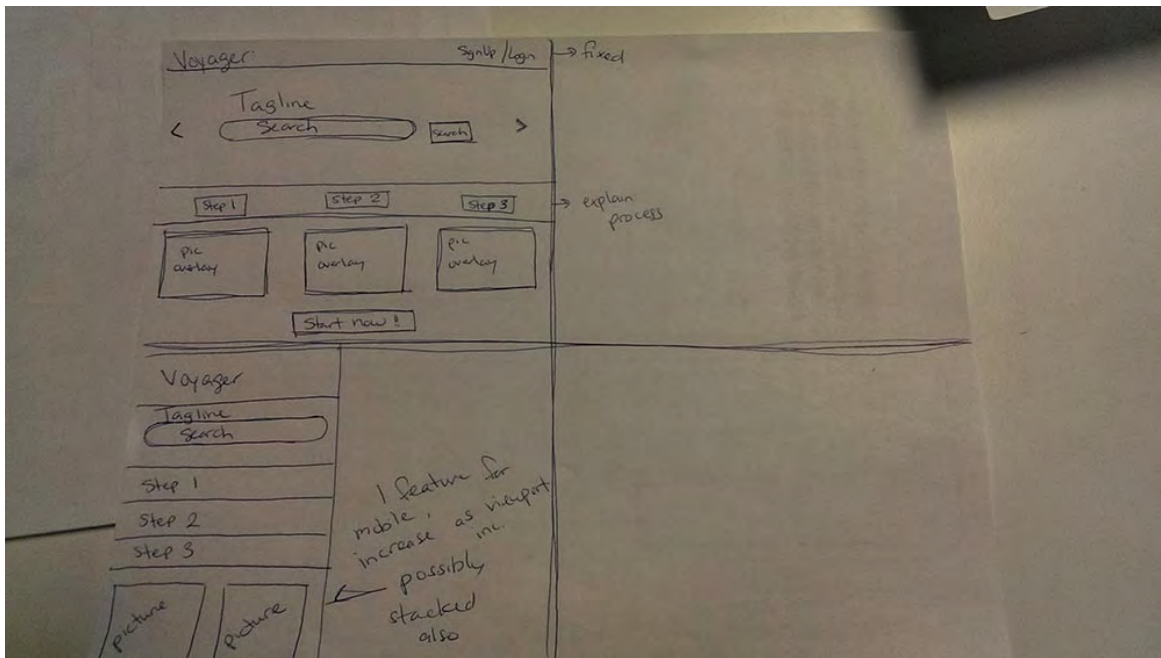 Voyager
SignUp / Login
→ fixed
Tagline
<
Search
Search
>
Step 1
Step 2
Step 3
→ explain
process
pic
overlay
pic
overlay
pic
overlay
Start now !
Voyager
Tagline
Search
Step 1
Step 2
Step 3
picture
picture
1 feature for
mobile,
increase as viewport
inc.
possibly
stacked
also